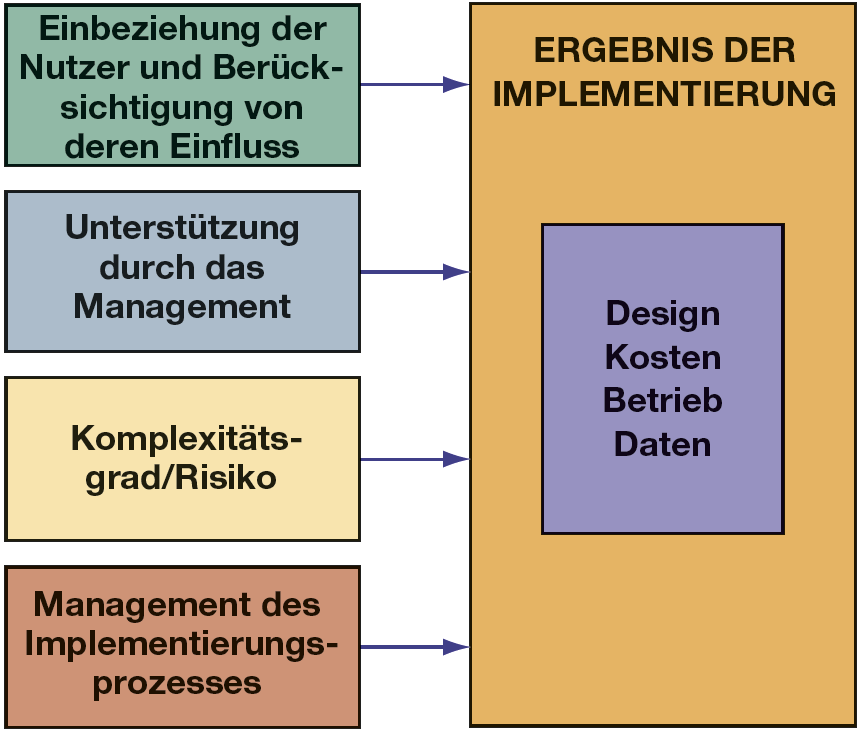 Einbeziehung der
Nutzer und Berück-
sichtigung von
deren Einfluss
Unterstützung
durch das
Management
Komplexitäts-
grad/Risiko
Management des
Implementierungs-
prozesses
ERGEBNIS DER
IMPLEMENTIERUNG
Design
Kosten
Betrieb
Daten